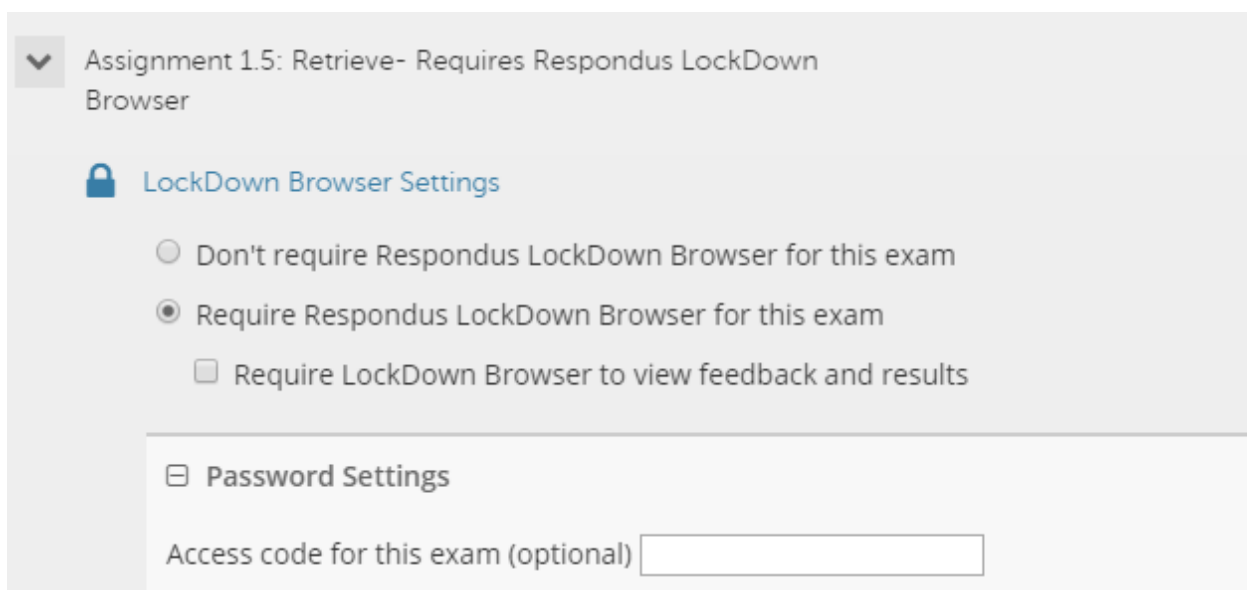 Assignment 1.5: Retrieve- Requires Respondus LockDown
Browser
LockDown Browser Settings
Don't require Respondus LockDown Browser for this exam
Require Respondus LockDown Browser for this exam
Require LockDown Browser to view feedback and results
Password Settings
Access code for this exam (optional)